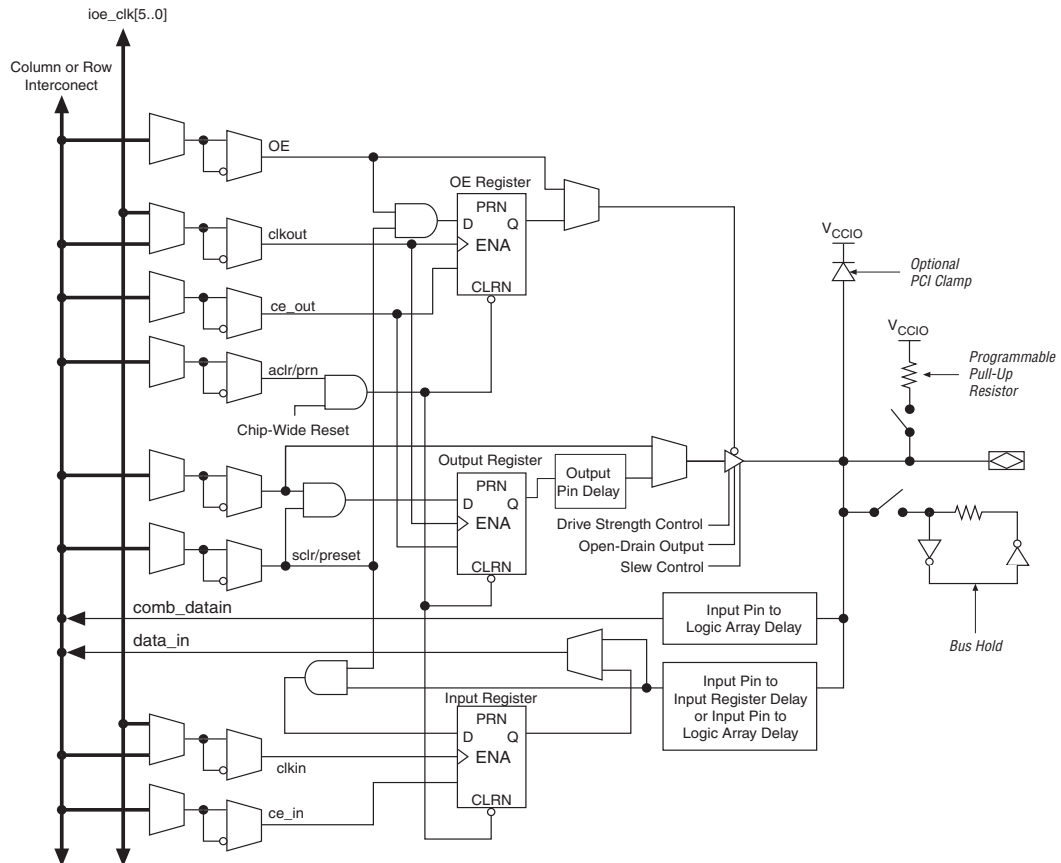 ioe_clk[5..0]
Column or Row
Interconect
OE
OE Register
PRN
D
Q
clkout
ENA
ce_out
CLRN
aclr/prn
Chip-Wide Reset
VCCIO
Optional
PCI Clamp
VCCIO
Programmable
Pull-Up
Resistor
Output Register
PRN
D
Q
ENA
CLRN
Output
Pin Delay
Drive Strength Control
Open-Drain Output
Slew Control
sclr/preset
comb_datain
Input Pin to
Logic Array Delay
Bus Hold
data_in
Input Pin to
Input Register Delay
or Input Pin to
Logic Array Delay
Input Register
PRN
D
Q
clkin
ENA
ce_in
CLRN